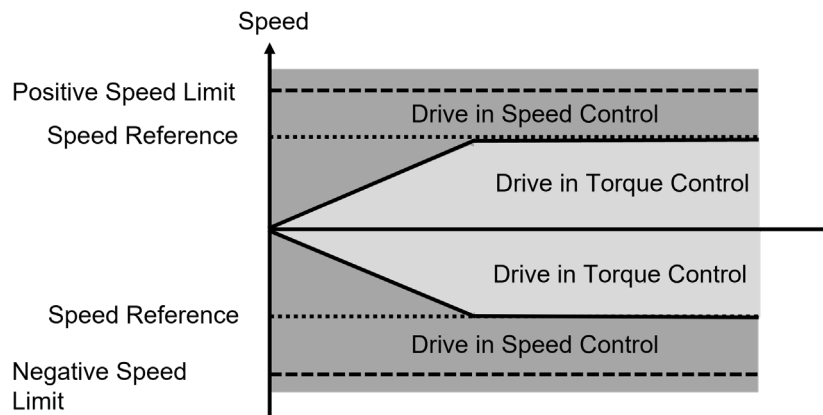 Speed
Positive Speed Limit
Drive in Speed Control
Speed Reference
Drive in Torque Control
Drive in Torque Control
Speed Reference
Drive in Speed Control
Negative Speed
Limit